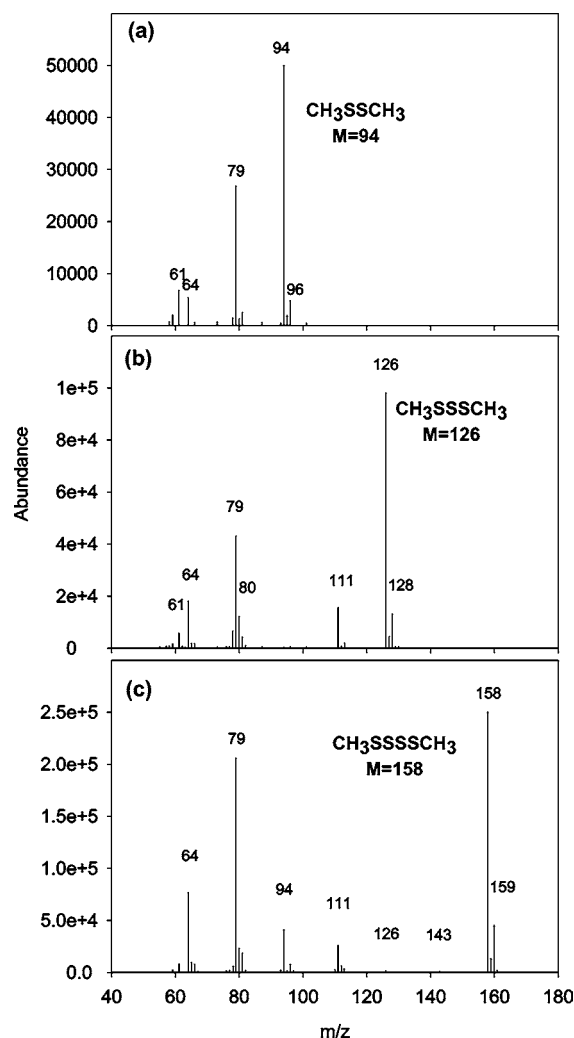 (a)
94
50000
CH3SSCH3
M=94
40000
30000
79
20000
10000
61
64
96
0
(b)
126
1e+5
CH3SSSCH3
M=126
8e+4
Abundance
6e+4
79
4e+4
64
80
111
128
2e+4
61
0
(c)
158
2.5e+5
79
CH3SSSSCH3
M=158
2.0e+5
1.5e+5
64
1.0e+5
94
111
159
126
143
5.0e+4
0.0
40 60 80 100 120 140 160 180
m/z